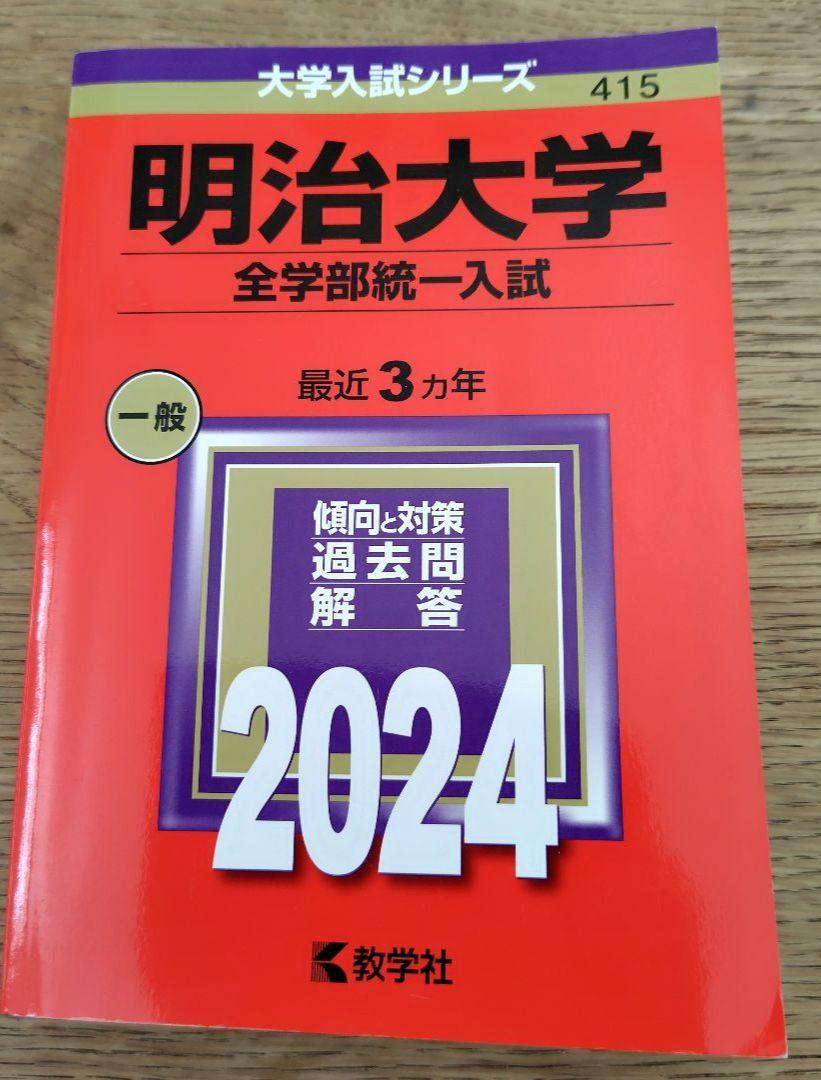 大学入試シリーズ
415
明治大学
全学部統一入試
最近3カ年
一般
傾向と対策
過去問
解答
2024
教学社